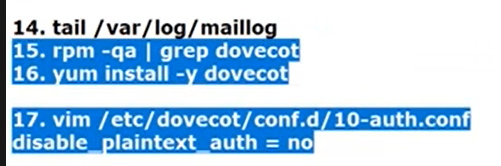 14. tail /var/log/maillog
15. rpm -qa | grep dovecot
16. yum install -y dovecot
17. vim /etc/dovecot/conf.d/10-auth.conf
disable_plaintext_auth = no